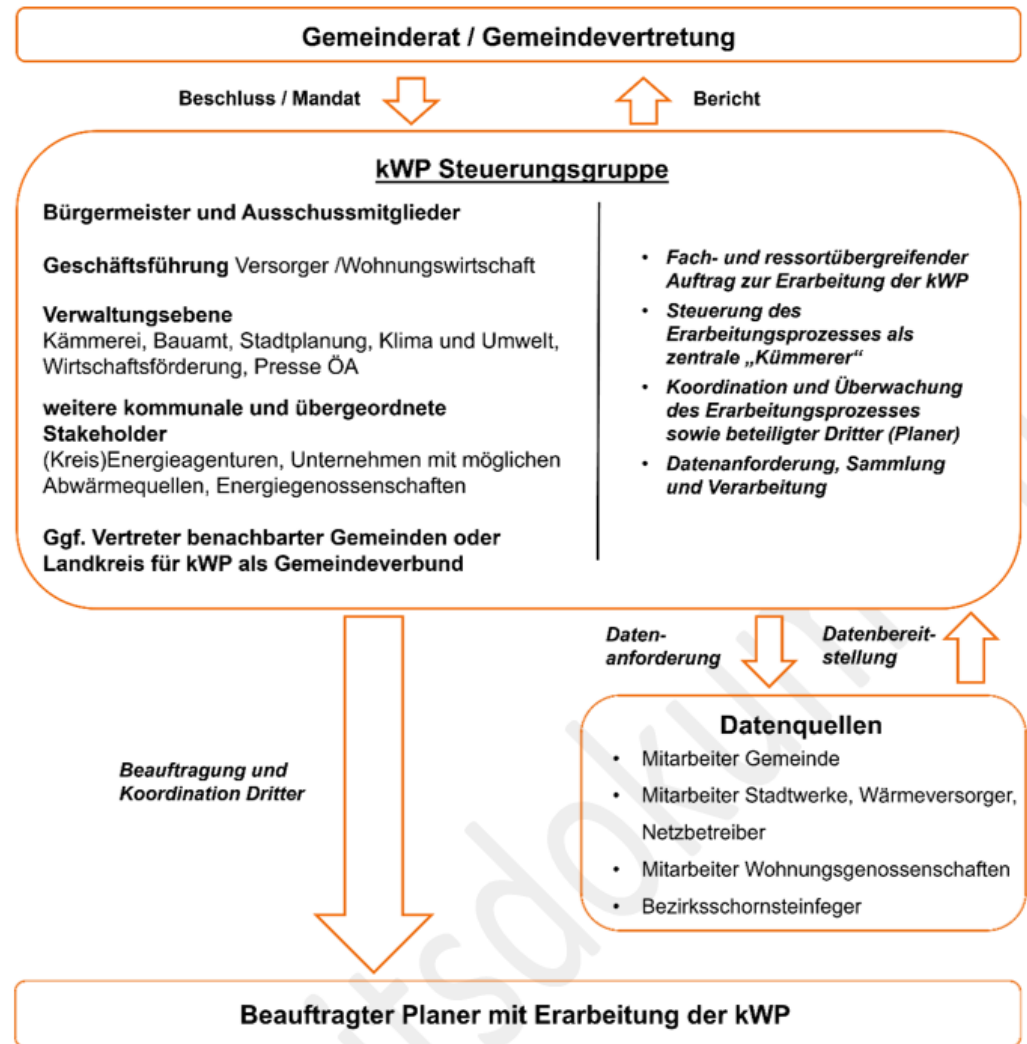 Gemeinderat / Gemeindevertretung
Beschluss / Mandat
Bericht
kWP Steuerungsgruppe
Bürgermeister und Ausschussmitglieder
Geschäftsführung Versorger /Wohnungswirtschaft
Verwaltungsebene
Kämmerei, Bauamt, Stadtplanung, Klima und Umwelt,
Wirtschaftsförderung, Presse ÖA
weitere kommunale und übergeordnete
Stakeholder
(Kreis)Energieagenturen, Unternehmen mit möglichen
Abwärmequellen, Energiegenossenschaften
Ggf. Vertreter benachbarter Gemeinden oder
Landkreis für kWP als Gemeindeverbund
• Fach- und ressortübergreifender
Auftrag zur Erarbeitung der kWP
• Steuerung des
Erarbeitungsprozesses als
zentrale „Kümmerer“
• Koordination und Überwachung
des Erarbeitungsprozesses
sowie beteiligter Dritter (Planer)
• Datenanforderung, Sammlung
und Verarbeitung
Daten-
anforderung
Datenbereit-
stellung
Datenquellen
• Mitarbeiter Gemeinde
• Mitarbeiter Stadtwerke, Wärmeversorger,
Netzbetreiber
• Mitarbeiter Wohnungsgenossenschaften
• Bezirksschornsteinfeger
Beauftragung und
Koordination Dritter
Beauftragter Planer mit Erarbeitung der kWP
itsdokum